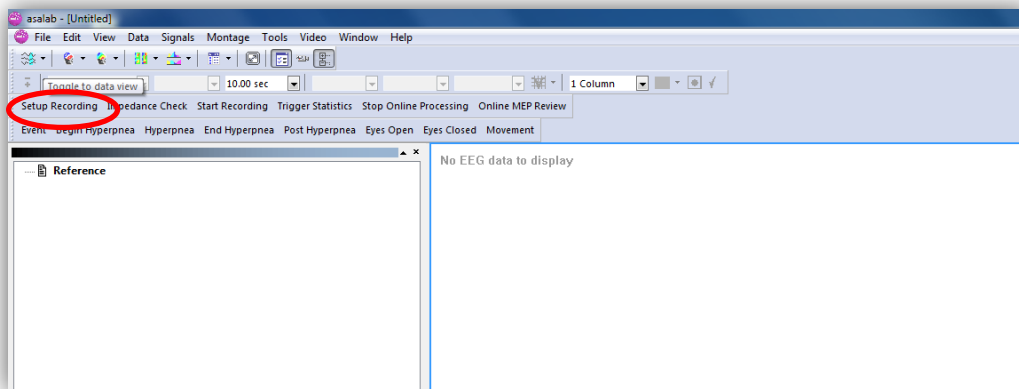 asalab - [Untitled]
File Edit View Data Signals Montage Tools Video Window Help
Toggle to data view 10.00 sec 1 Column
Setup Recording Impedance Check Start Recording Trigger Statistics Stop Online Processing Online MEP Review
Event Begin Hyperpnea Hyperpnea End Hyperpnea Post Hyperpnea Eyes Open Eyes Closed Movement
Reference
No EEG data to display